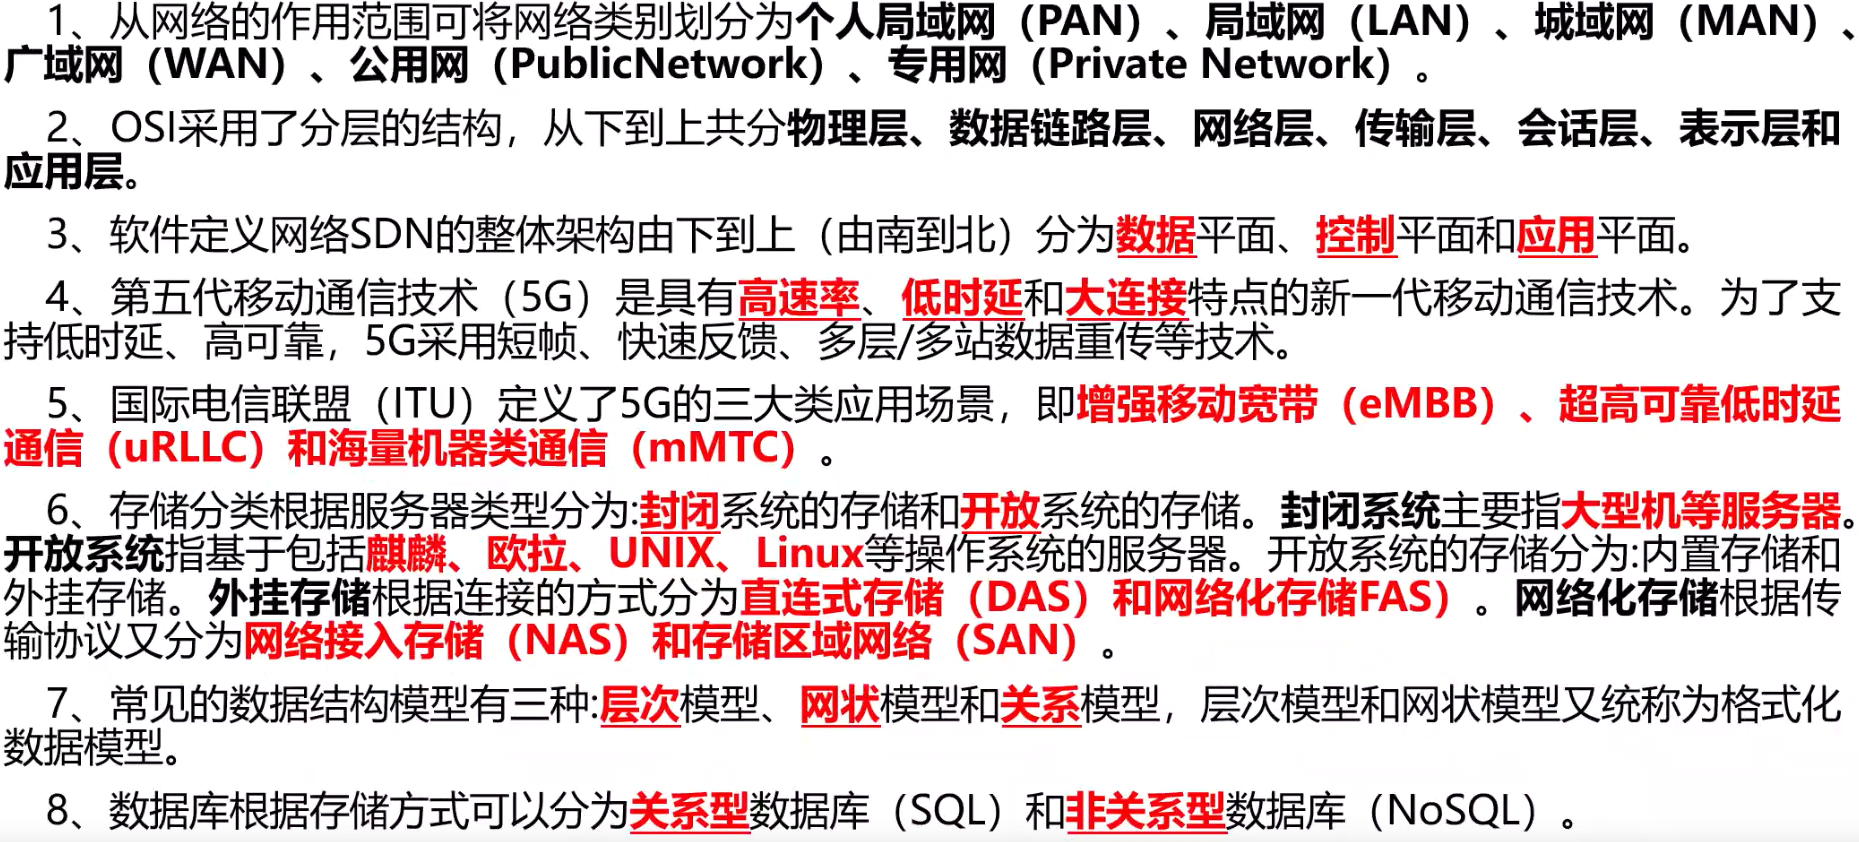 1、从网络的作用范围可将网络类别划分为个人局域网（PAN）、局域网（LAN）、城域网（MAN）、
广域网（WAN）、公用网（PublicNetwork）、专用网（Private Network）。
2、OSI采用了分层的结构，从下到上共分物理层、数据链路层、网络层、传输层、会话层、表示层和
应用层。
3、软件定义网络SDN的整体架构由下到上（由南到北）分为数据平面、控制平面和应用平面。
4、第五代移动通信技术（5G）是具有高速率、低时延和大连接特点的新一代移动通信技术。为了支
持低时延、高可靠，5G采用短帧、快速反馈、多层/多站数据重传等技术。
5、国际电信联盟（ITU）定义了5G的三大类应用场景，即增强移动宽带（eMBB）、超高可靠低时延
通信（uRLLC）和海量机器类通信（mMTC）。
6、存储分类根据服务器类型分为:封闭系统的存储和开放系统的存储。封闭系统主要指大型机等服务器。
开放系统指基于包括麒麟、欧拉、UNIX、Linux等操作系统的服务器。开放系统的存储分为:内置存储和
外挂存储。外挂存储根据连接的方式分为直连式存储（DAS）和网络化存储FAS）。网络化存储根据传
输协议又分为网络接入存储（NAS）和存储区域网络（SAN）。
7、常见的数据结构模型有三种:层次模型、网状模型和关系模型，层次模型和网状模型又统称为格式化
数据模型。
8、数据库根据存储方式可以分为关系型数据库（SQL）和非关系型数据库（NoSQL）。